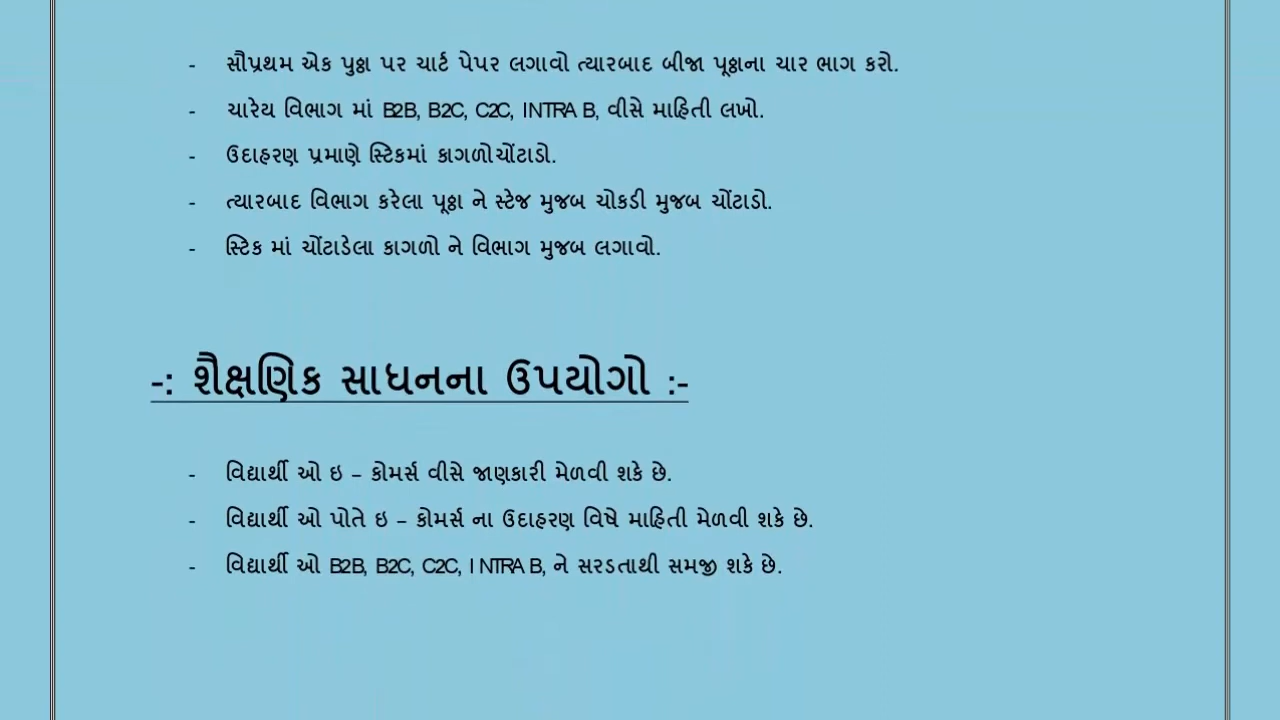 - સૌપ્રથમ એક પુઠ્ઠા પર ચાર્ટ પેપર લગાવો ત્યારબાદ બીજા પૂઠ્ઠાના ચાર ભાગ કરો.
- ચારેય વિભાગ માં B2B, B2C, C2C, INTRA B, વીસે માહિતી લખો.
- ઉદાહરણ પ્રમાણે સ્ટિકમાં કાગળો ચોંટાડો.
- ત્યારબાદ વિભાગ કરેલા પૂઠ્ઠા ને સ્ટેજ મુજબ ચોકડી મુજબ ચોંટાડો.
- સ્ટિક માં ચોંટાડેલા કાગળો ને વિભાગ મુજબ લગાવો.
-: શૈક્ષણિક સાધનના ઉપયોગો :-
- વિદ્યાર્થી ઓ ઇ – કોમર્સ વીસે જાણકારી મેળવી શકે છે.
- વિદ્યાર્થી ઓ પોતે ઇ – કોમર્સ ના ઉદાહરણ વિષે માહિતી મેળવી શકે છે.
- વિદ્યાર્થી ઓ B2B, B2C, C2C, INTRA B, ને સરડતાથી સમજી શકે છે.